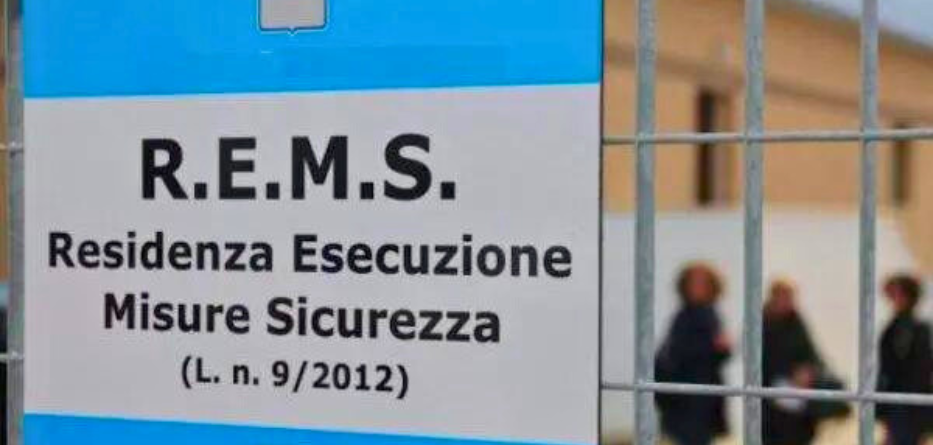 R.E.M.S.
Residenza Esecuzione
Misure Sicurezza
(L. n. 9/2012)